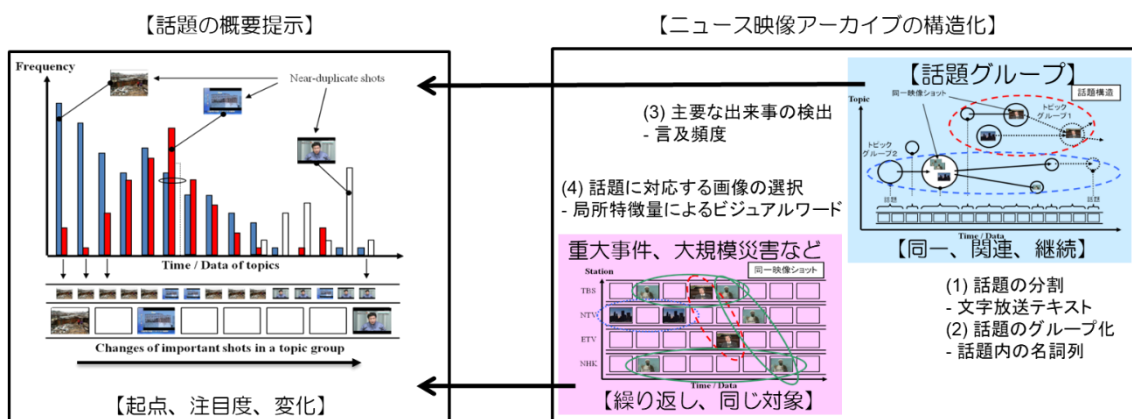 【話題の概要提示】
Frequency
Near-duplicate shots
Time / Data of topics
Changes of important shots in a topic group
【起点、注目度、変化】
【ニュース映像アーカイブの構造化】
(3) 主要な出来事の検出
- 言及頻度
(4) 話題に対応する画像の選択
- 局所特徴量によるビジュアルワード
【話題グループ】
同一映像ショット
話題構造
Topic
トピック
グループ1
トピック
グループ2
話題
話題
Time / Data
【同一、関連、継続】
(1) 話題の分割
- 文字放送テキスト
(2) 話題のグループ化
- 話題内の名詞列
重大事件、大規模災害など
同一映像ショット
Station
TBS
NTV
ETV
NHK
Time / Data
【繰り返し、同じ対象】